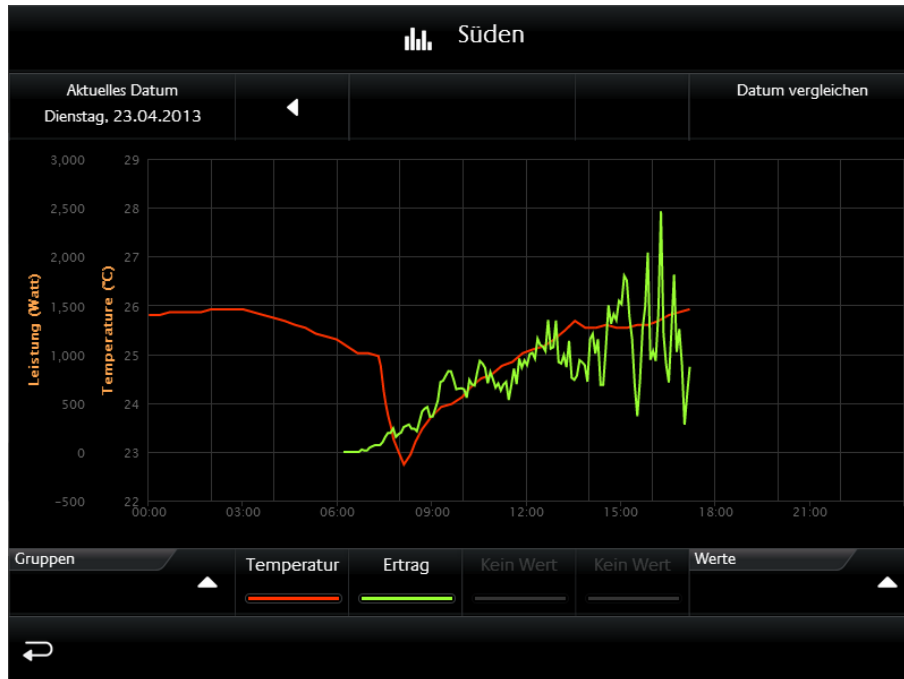 Süden
Aktuelles Datum
Dienstag, 23.04.2013
Datum vergleichen
Leistung (Watt)
3,000
2,500
2,000
1,500
1,000
500
0
-500
Temperature (°C)
29
28
27
26
25
24
23
22
00:00 03:00 06:00 09:00 12:00 15:00 18:00 21:00
Gruppen
Temperatur
Ertrag
Kein Wert
Kein Wert
Werte